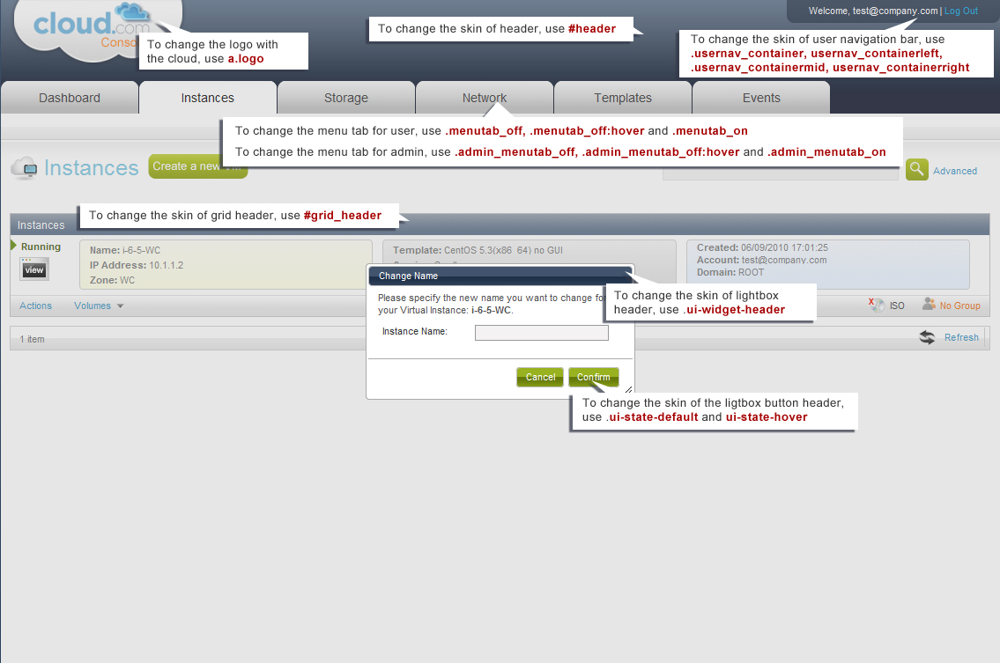 cloud.com
Welcome, test@company.com | Log Out
To change the logo with
the cloud, use a.logo
To change the skin of header, use #header
To change the skin of user navigation bar, use
.usernav_container, usernav_containerleft,
.usernav_containermid, usernav_containerright
Dashboard
Instances
Storage
Network
Templates
Events
To change the menu tab for user, use .menutab_off, .menutab_off:hover and .menutab_on
To change the menu tab for admin, use .admin_menutab_off, .admin_menutab_off:hover and .admin_menutab_on
Instances
Create a new
Advanced
Instances
To change the skin of grid header, use #grid_header
Running
view
Name: i-6-5-WC
IP Address: 10.1.1.2
Zone: WC
Template: CentOS 5.3(x86_64) no GUI
Created: 06/09/2010 17:01:25
Account: test@company.com
Domain: ROOT
Actions
Volumes
X
ISO
No Group
1 item
Refresh
Change Name
Please specify the new name you want to change for
your Virtual Instance: i-6-5-WC.
Instance Name:
Cancel
Confirm
To change the skin of lightbox
header, use .ui-widget-header
To change the skin of the ligtbox button header,
use .ui-state-default and ui-state-hover